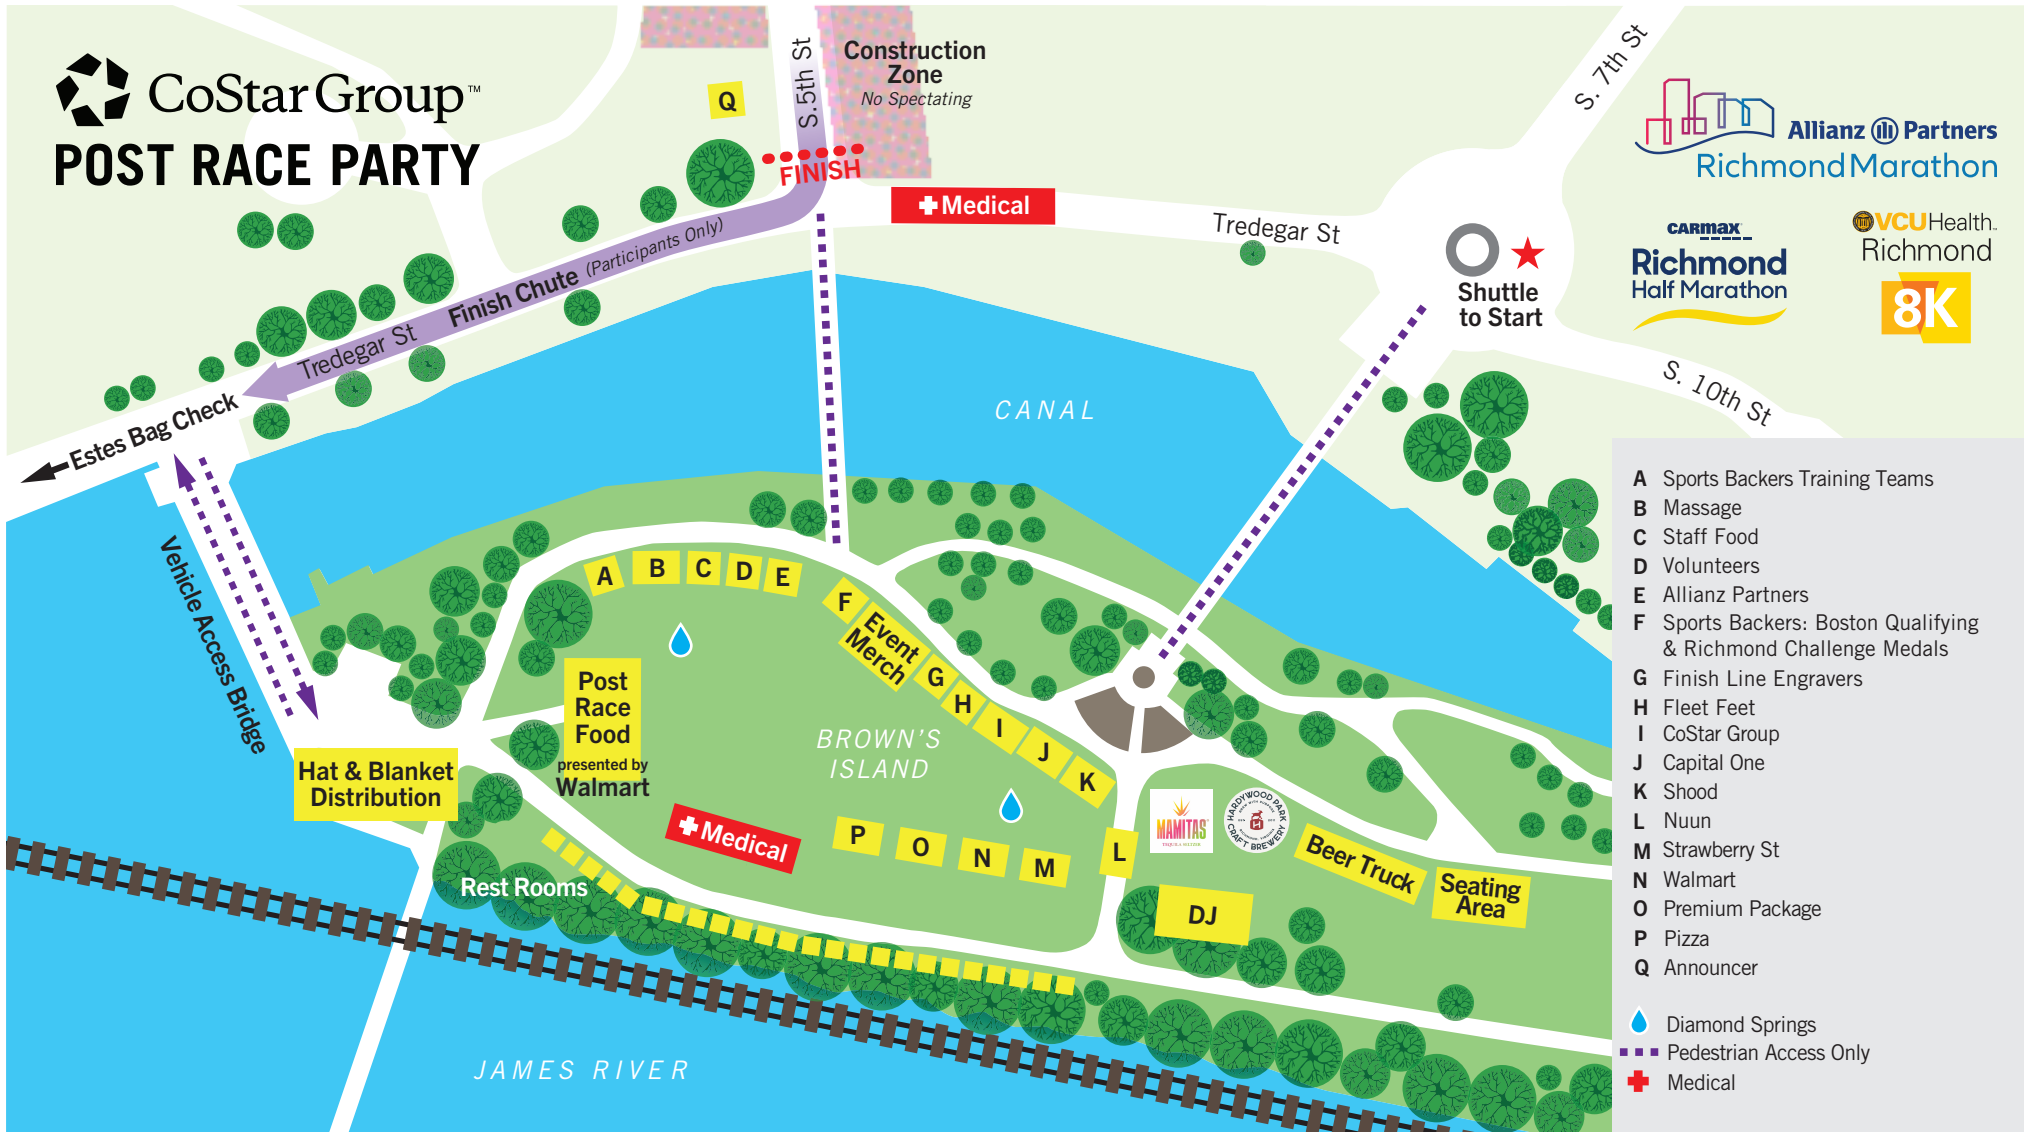 CoStar Group™
POST RACE PARTY
Q
S.5th St
Construction
Zone
No Spectating
FINISH
Medical
Tredegar St
S. 7th St
Allianz Partners
Richmond Marathon
CARMAX
Richmond
Half Marathon
VCU Health
Richmond
8K
Shuttle
to Start
S. 10th St
Finish Chute (Participants Only)
Tredegar St
Estes Bag Check
Vehicle Access Bridge
CANAL
A
B
C
D
E
F
Event
Merch
G
H
I
J
K
Post
Race
Food
presented by
Walmart
Hat & Blanket
Distribution
BROWN'S
ISLAND
Medical
P
O
N
M
L
MAMITAS
TEQUILA SELTZER
HARDYWOOD PARK
CRAFT BREWERY
Beer Truck
Seating
Area
DJ
Rest Rooms
JAMES RIVER
A Sports Backers Training Teams
B Massage
C Staff Food
D Volunteers
E Allianz Partners
F Sports Backers: Boston Qualifying
& Richmond Challenge Medals
G Finish Line Engravers
H Fleet Feet
I CoStar Group
J Capital One
K Shood
L Nuun
M Strawberry St
N Walmart
O Premium Package
P Pizza
Q Announcer
Diamond Springs
Pedestrian Access Only
Medical